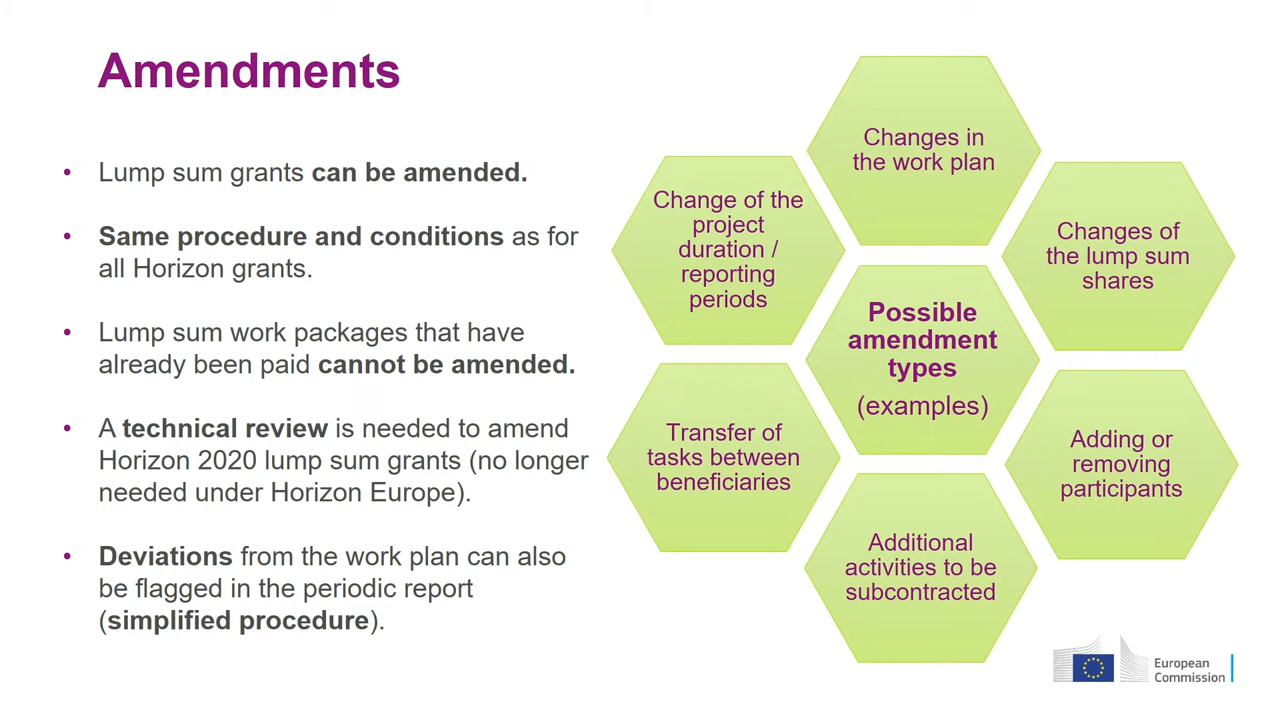 Amendments
• Lump sum grants can be amended.
• Same procedure and conditions as for
all Horizon grants.
• Lump sum work packages that have
already been paid cannot be amended.
• A technical review is needed to amend
Horizon 2020 lump sum grants (no longer
needed under Horizon Europe).
• Deviations from the work plan can also
be flagged in the periodic report
(simplified procedure).
Changes in
the work plan
Change of the
project
duration /
reporting
periods
Changes of
the lump sum
shares
Possible
amendment
types
(examples)
Transfer of
tasks between
beneficiaries
Adding or
removing
participants
Additional
activities to be
subcontracted
European
Commission